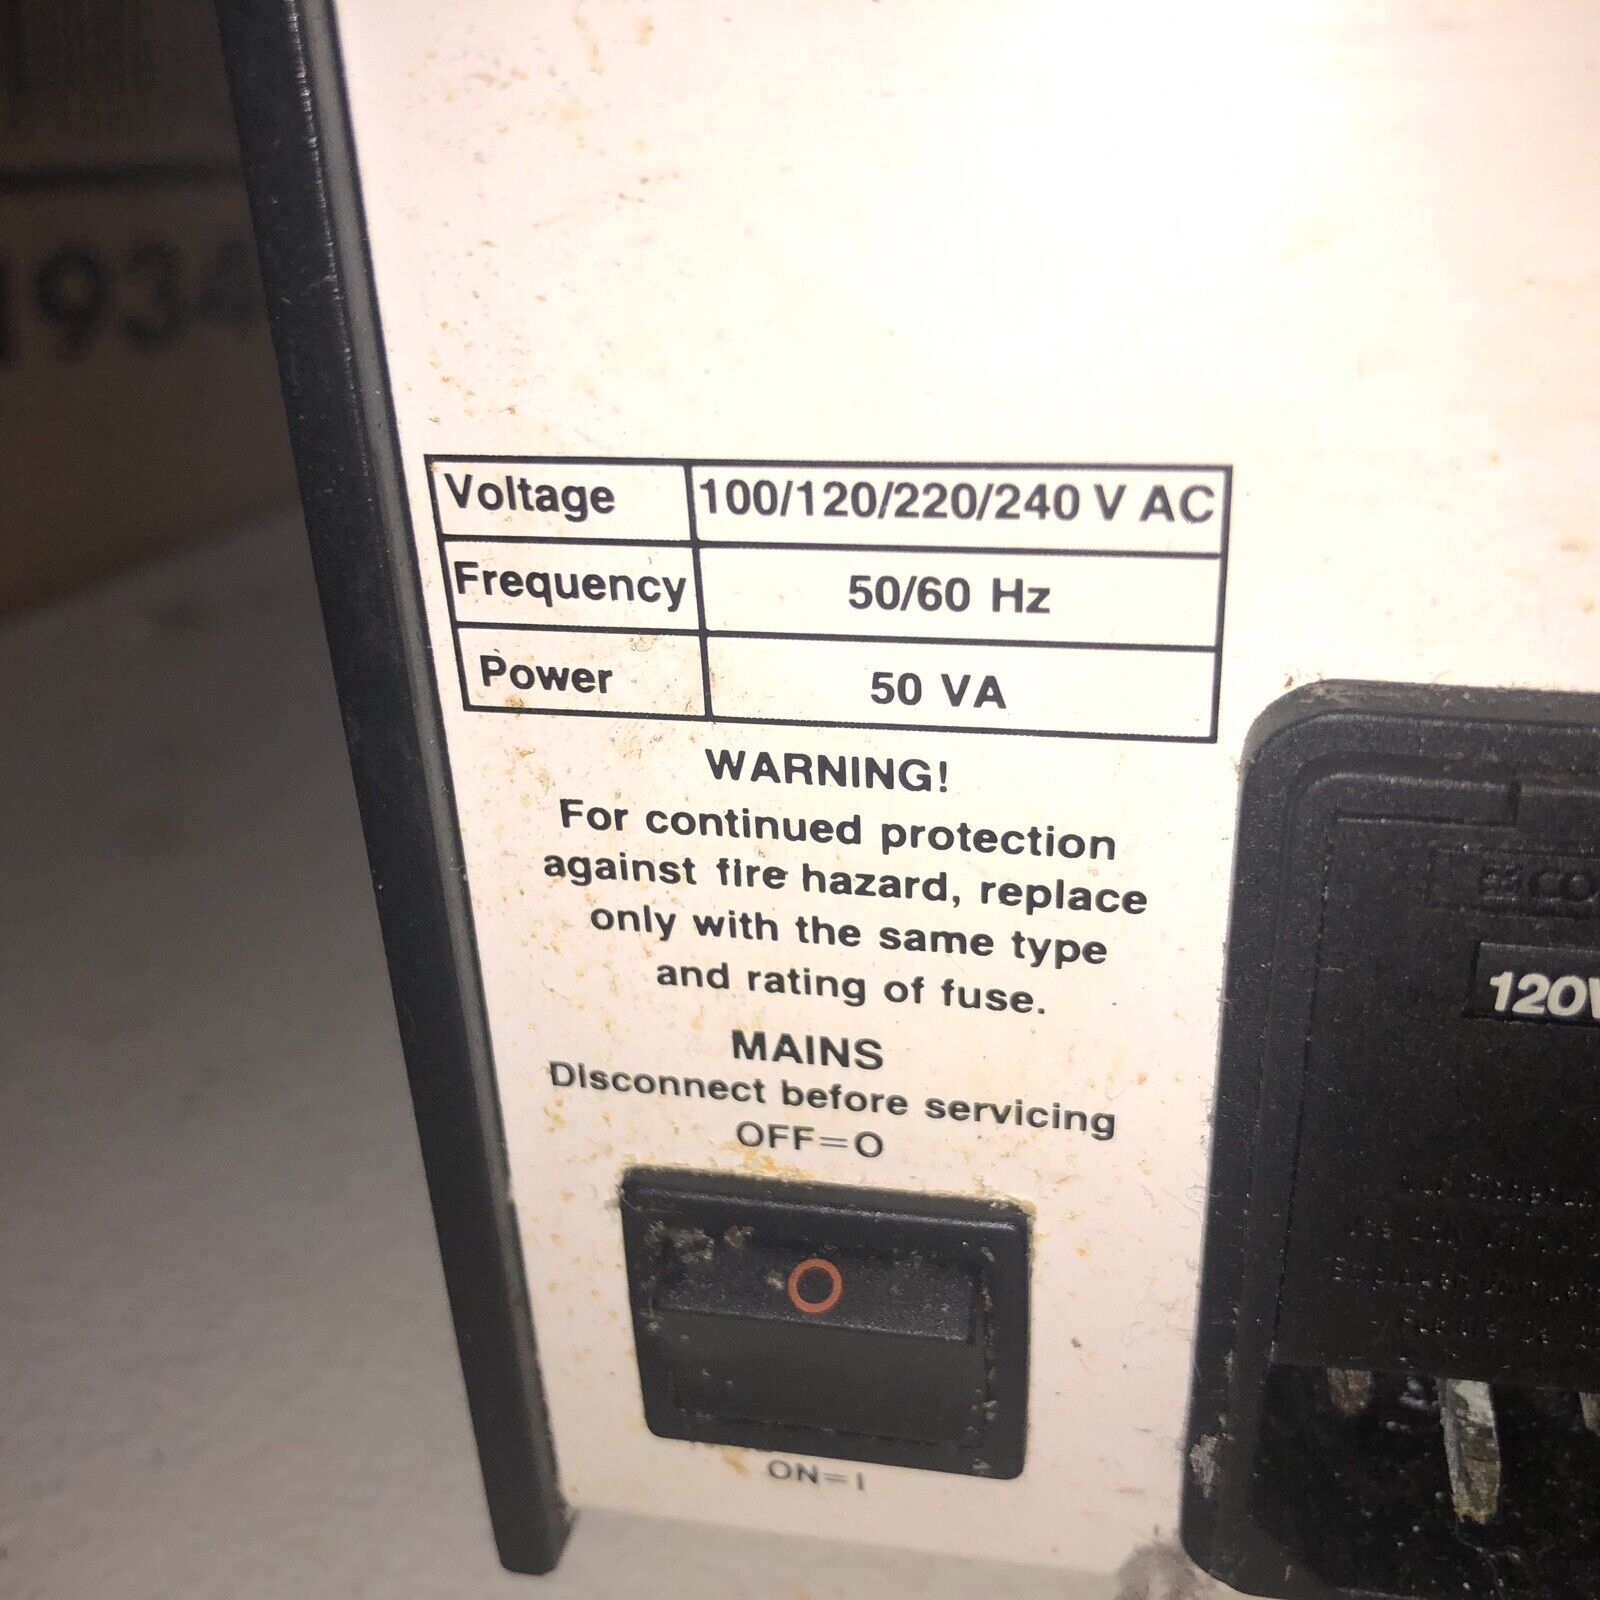 1934
Voltage 100/120/220/240 V AC
Frequency 50/60 Hz
Power 50 VA
WARNING!
For continued protection
against fire hazard, replace
only with the same type
and rating of fuse.
MAINS
Disconnect before servicing
OFF=O
O
ON=I
120V